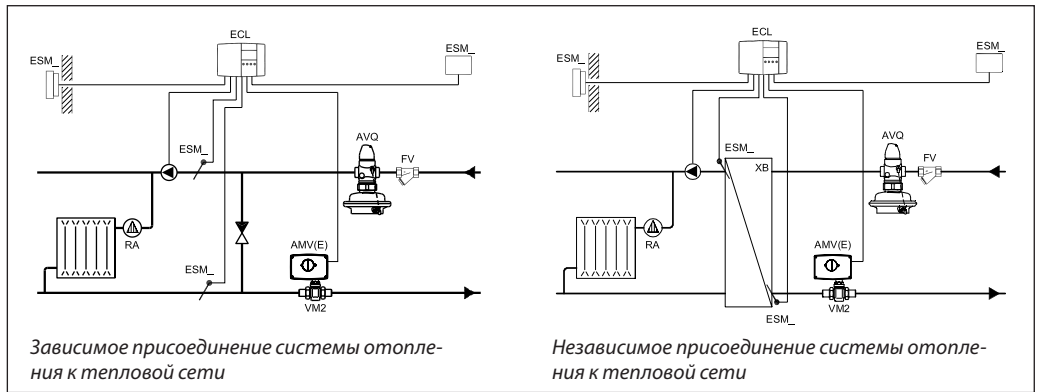 ECL
ESM_
ESM_
ESM_
AVQ
FV
RA
AMV(E)
ESM_
VM2
Зависимое присоединение системы отопле-
ния к тепловой сети
ECL
ESM_
ESM_
ESM_
XB
AVQ
FV
RA
AMV(E)
VM2
ESM_
Независимое присоединение системы отопле-
ния к тепловой сети